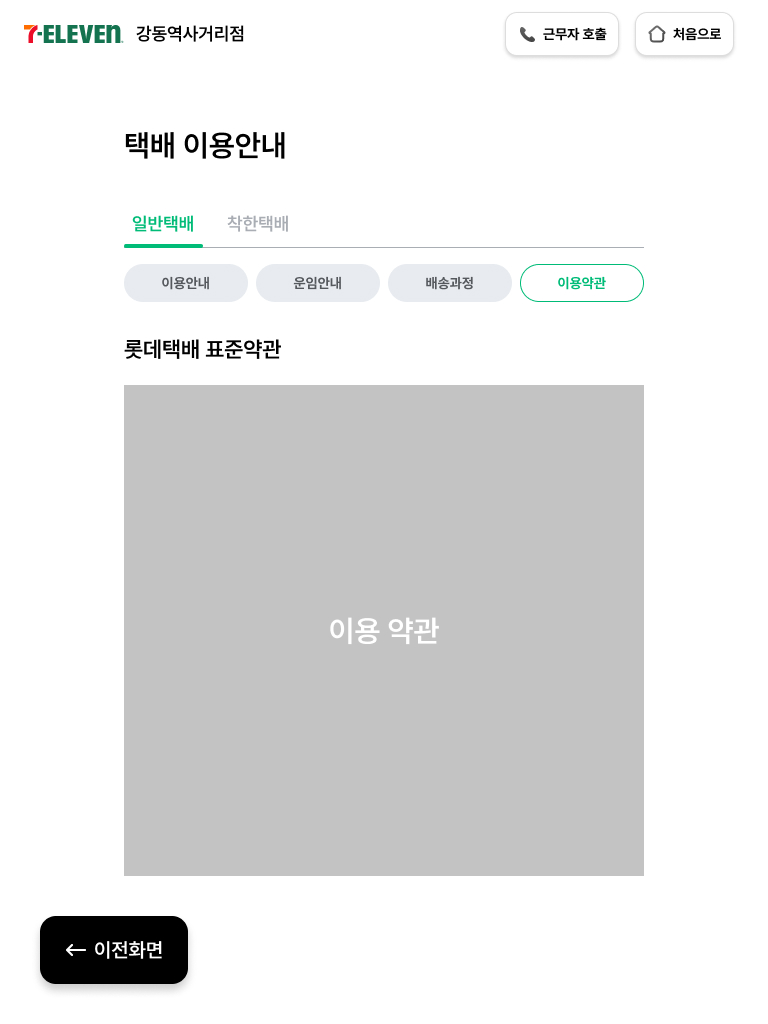 7-ELEVEN 강동역사거리점
근무자 호출
처음으로
택배 이용안내
일반택배
착한택배
이용안내
운임안내
배송과정
이용약관
롯데택배 표준약관
이용 약관
이전화면